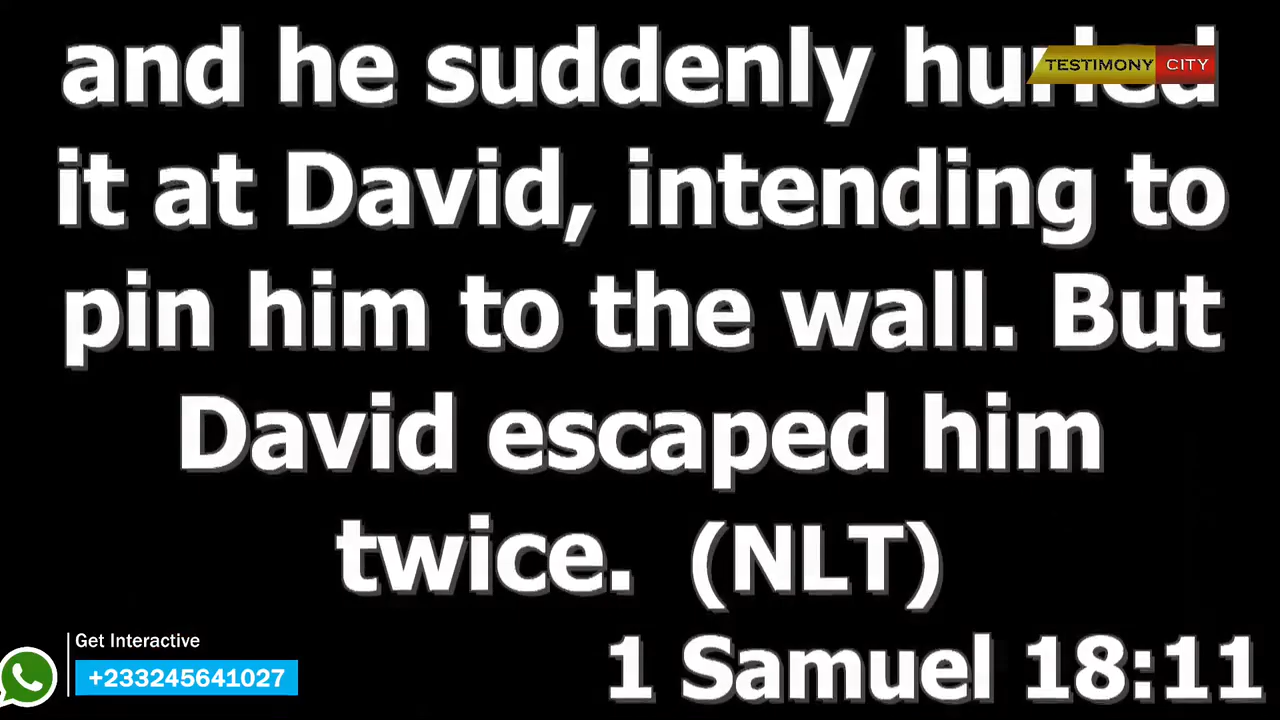 and he suddenly hurled
TESTIMONY CITY
it at David, intending to
pin him to the wall. But
David escaped him
twice. (NLT)
Get Interactive
+233245641027
1 Samuel 18:11